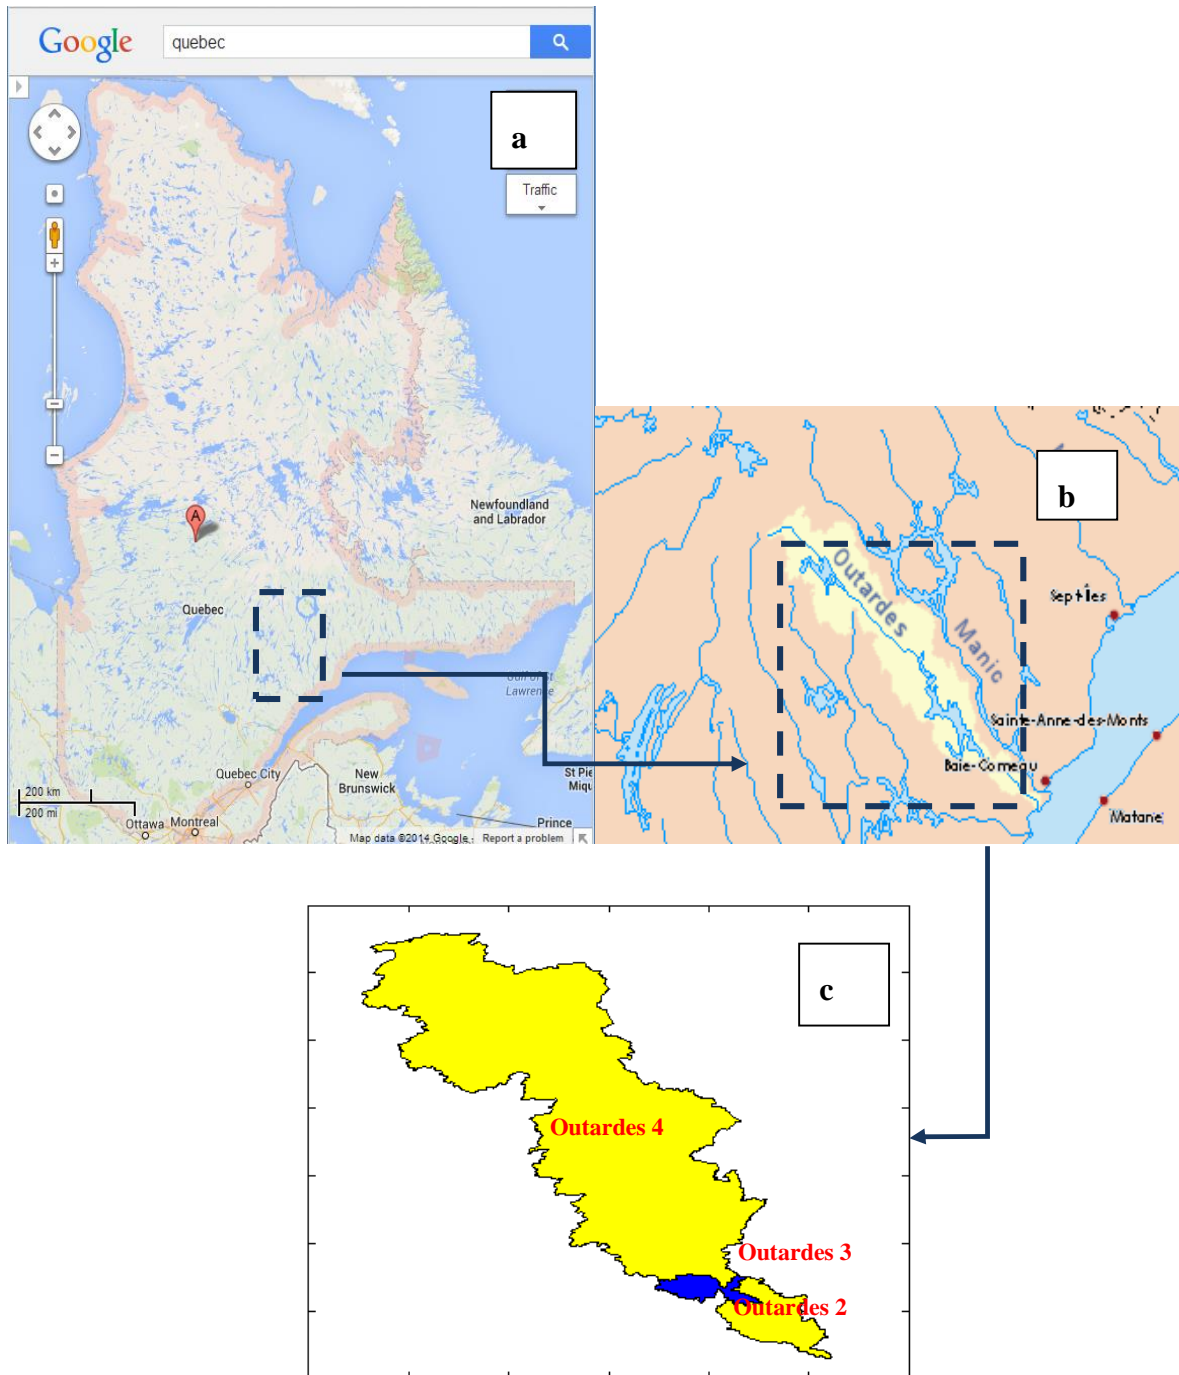 Google
quebec
a
Traffic
Newfoundland
and Labrador
A
Quebec
Gulf of St
Lawrence
Quebec City
New
Brunswick
St Pie
Miqu
200 km
200 mi
Ottawa
Montreal
Prince
Map data ©2014 Google
Report a problem
b
Outardes
Manic
Sept-Îles
Sainte-Anne-des-Monts
Baie-Comeau
Matane
c
Outardes 4
Outardes 3
Outardes 2